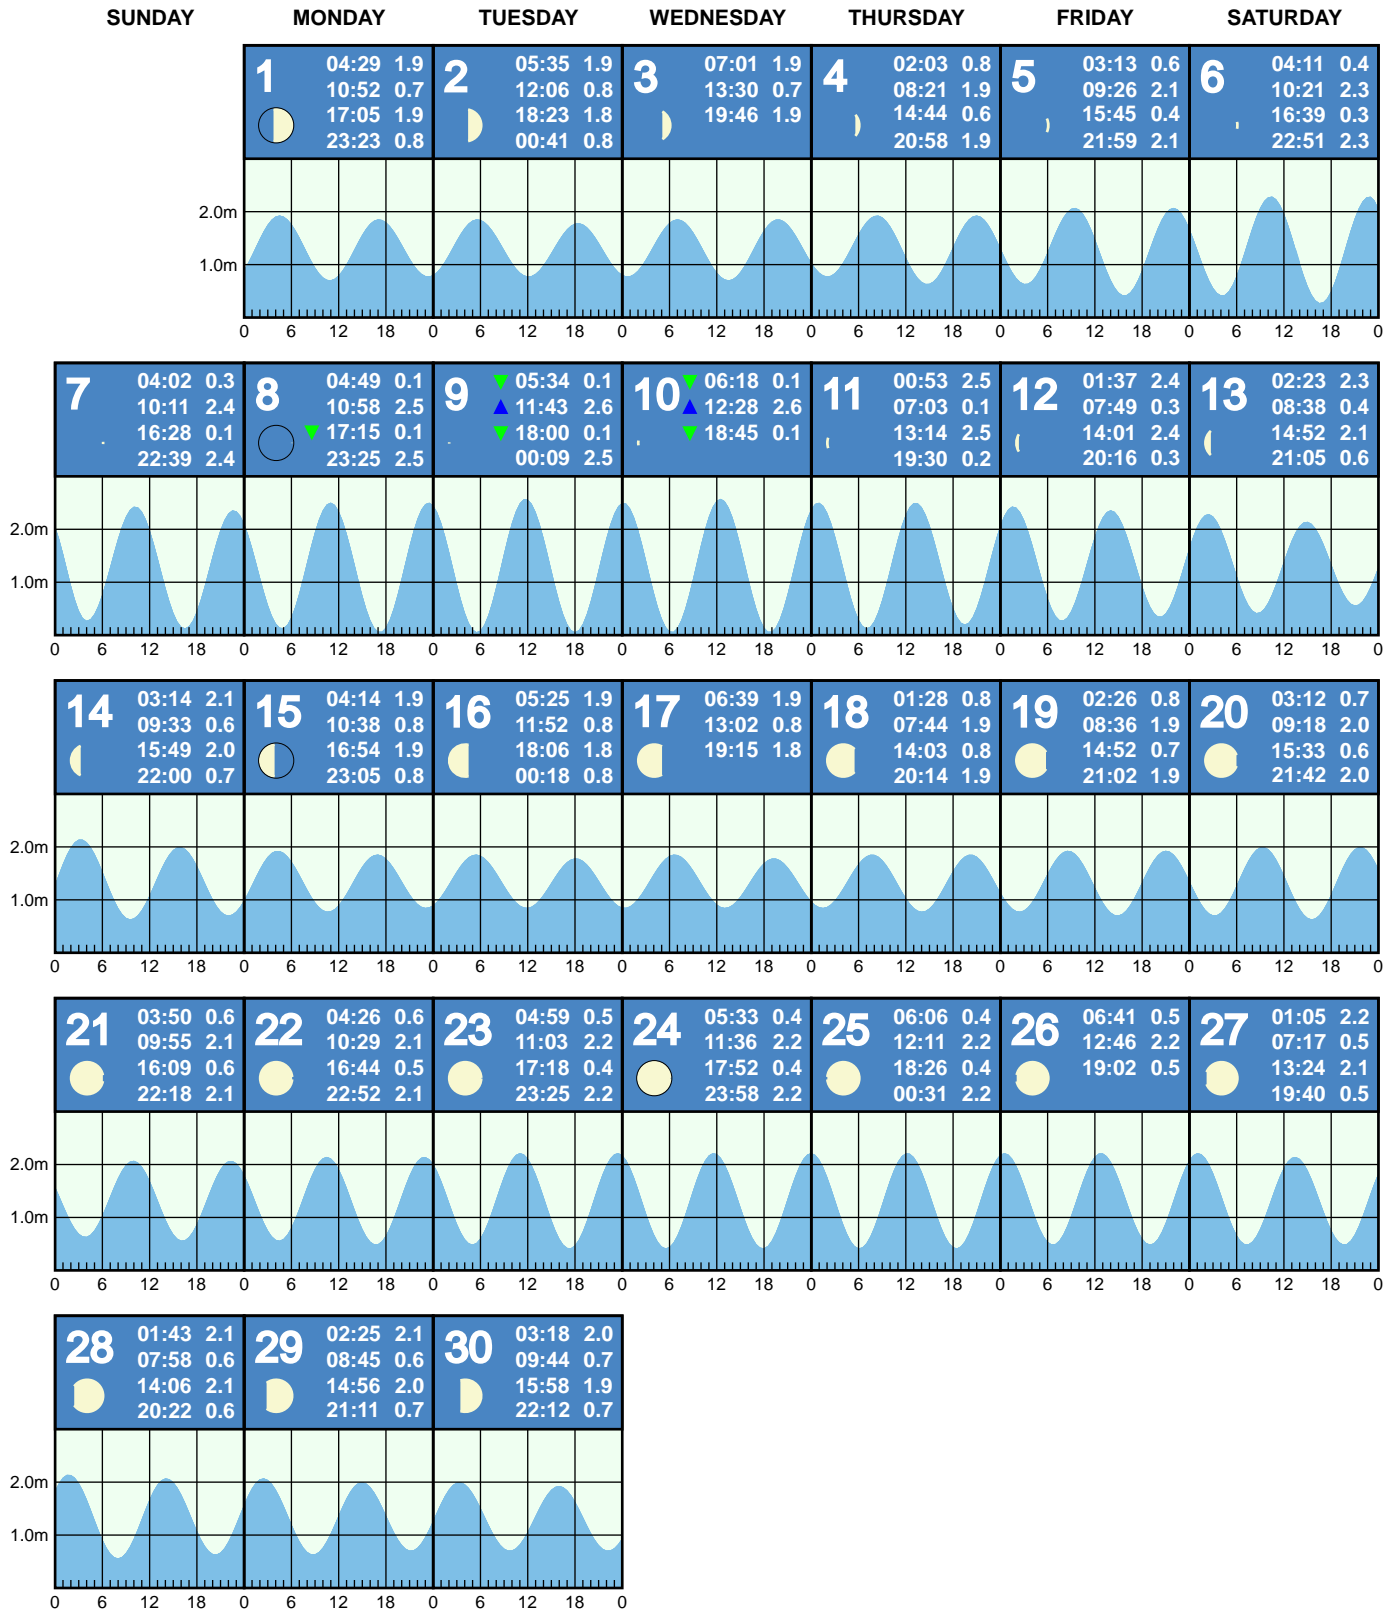 SUNDAY MONDAY TUESDAY WEDNESDAY THURSDAY FRIDAY SATURDAY
1 04:29 1.9
10:52 0.7
17:05 1.9
23:23 0.8
2 05:35 1.9
12:06 0.8
18:23 1.8
00:41 0.8
3 07:01 1.9
13:30 0.7
19:46 1.9
4 02:03 0.8
08:21 1.9
14:44 0.6
20:58 1.9
5 03:13 0.6
09:26 2.1
15:45 0.4
21:59 2.1
6 04:11 0.4
10:21 2.3
16:39 0.3
22:51 2.3
2.0m
1.0m
0 6 12 18 0 6 12 18 0 6 12 18 0 6 12 18 0 6 12 18 0 6 12 18 0
7 04:02 0.3
10:11 2.4
16:28 0.1
22:39 2.4
8 04:49 0.1
10:58 2.5
17:15 0.1
23:25 2.5
9 05:34 0.1
11:43 2.6
18:00 0.1
00:09 2.5
10 06:18 0.1
12:28 2.6
18:45 0.1
11 00:53 2.5
07:03 0.1
13:14 2.5
19:30 0.2
12 01:37 2.4
07:49 0.3
14:01 2.4
20:16 0.3
13 02:23 2.3
08:38 0.4
14:52 2.1
21:05 0.6
2.0m
1.0m
0 6 12 18 0 6 12 18 0 6 12 18 0 6 12 18 0 6 12 18 0 6 12 18 0 6 12 18 0
14 03:14 2.1
09:33 0.6
15:49 2.0
22:00 0.7
15 04:14 1.9
10:38 0.8
16:54 1.9
23:05 0.8
16 05:25 1.9
11:52 0.8
18:06 1.8
00:18 0.8
17 06:39 1.9
13:02 0.8
19:15 1.8
18 01:28 0.8
07:44 1.9
14:03 0.8
20:14 1.9
19 02:26 0.8
08:36 1.9
14:52 0.7
21:02 1.9
20 03:12 0.7
09:18 2.0
15:33 0.6
21:42 2.0
2.0m
1.0m
0 6 12 18 0 6 12 18 0 6 12 18 0 6 12 18 0 6 12 18 0 6 12 18 0 6 12 18 0
21 03:50 0.6
09:55 2.1
16:09 0.6
22:18 2.1
22 04:26 0.6
10:29 2.1
16:44 0.5
22:52 2.1
23 04:59 0.5
11:03 2.2
17:18 0.4
23:25 2.2
24 05:33 0.4
11:36 2.2
17:52 0.4
23:58 2.2
25 06:06 0.4
12:11 2.2
18:26 0.4
00:31 2.2
26 06:41 0.5
12:46 2.2
19:02 0.5
27 01:05 2.2
07:17 0.5
13:24 2.1
19:40 0.5
2.0m
1.0m
0 6 12 18 0 6 12 18 0 6 12 18 0 6 12 18 0 6 12 18 0 6 12 18 0 6 12 18 0
28 01:43 2.1
07:58 0.6
14:06 2.1
20:22 0.6
29 02:25 2.1
08:45 0.6
14:56 2.0
21:11 0.7
30 03:18 2.0
09:44 0.7
15:58 1.9
22:12 0.7
2.0m
1.0m
0 6 12 18 0 6 12 18 0 6 12 18 0